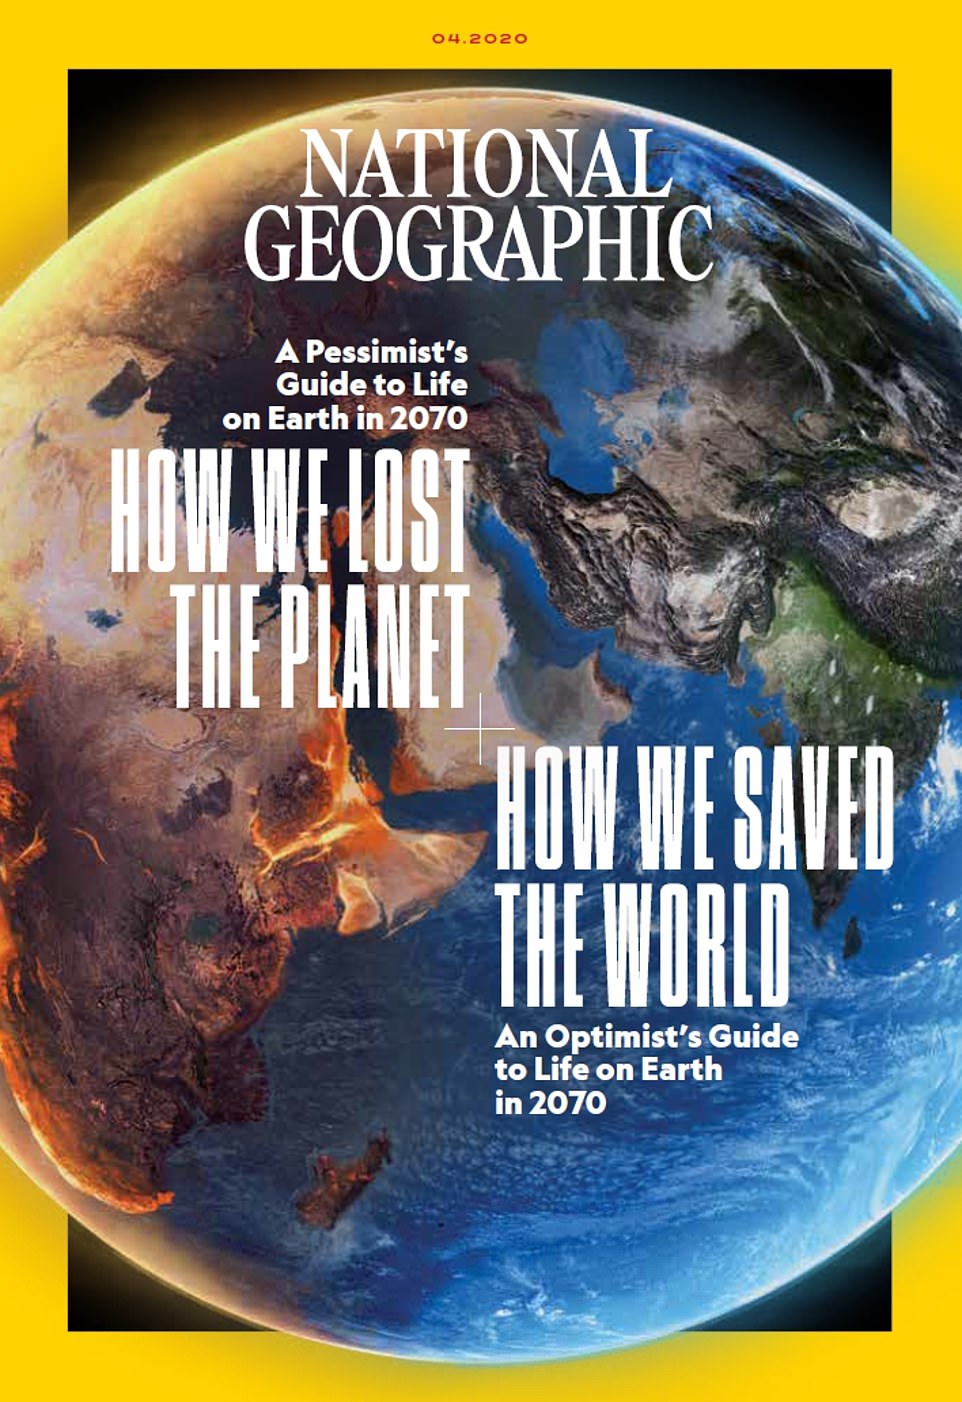 04.2020
NATIONAL
GEOGRAPHIC
A Pessimist's
Guide to Life
on Earth in 2070
HOW WE LOST
THE PLANET
HOW WE SAVED
THE WORLD
An Optimist's Guide
to Life on Earth
in 2070